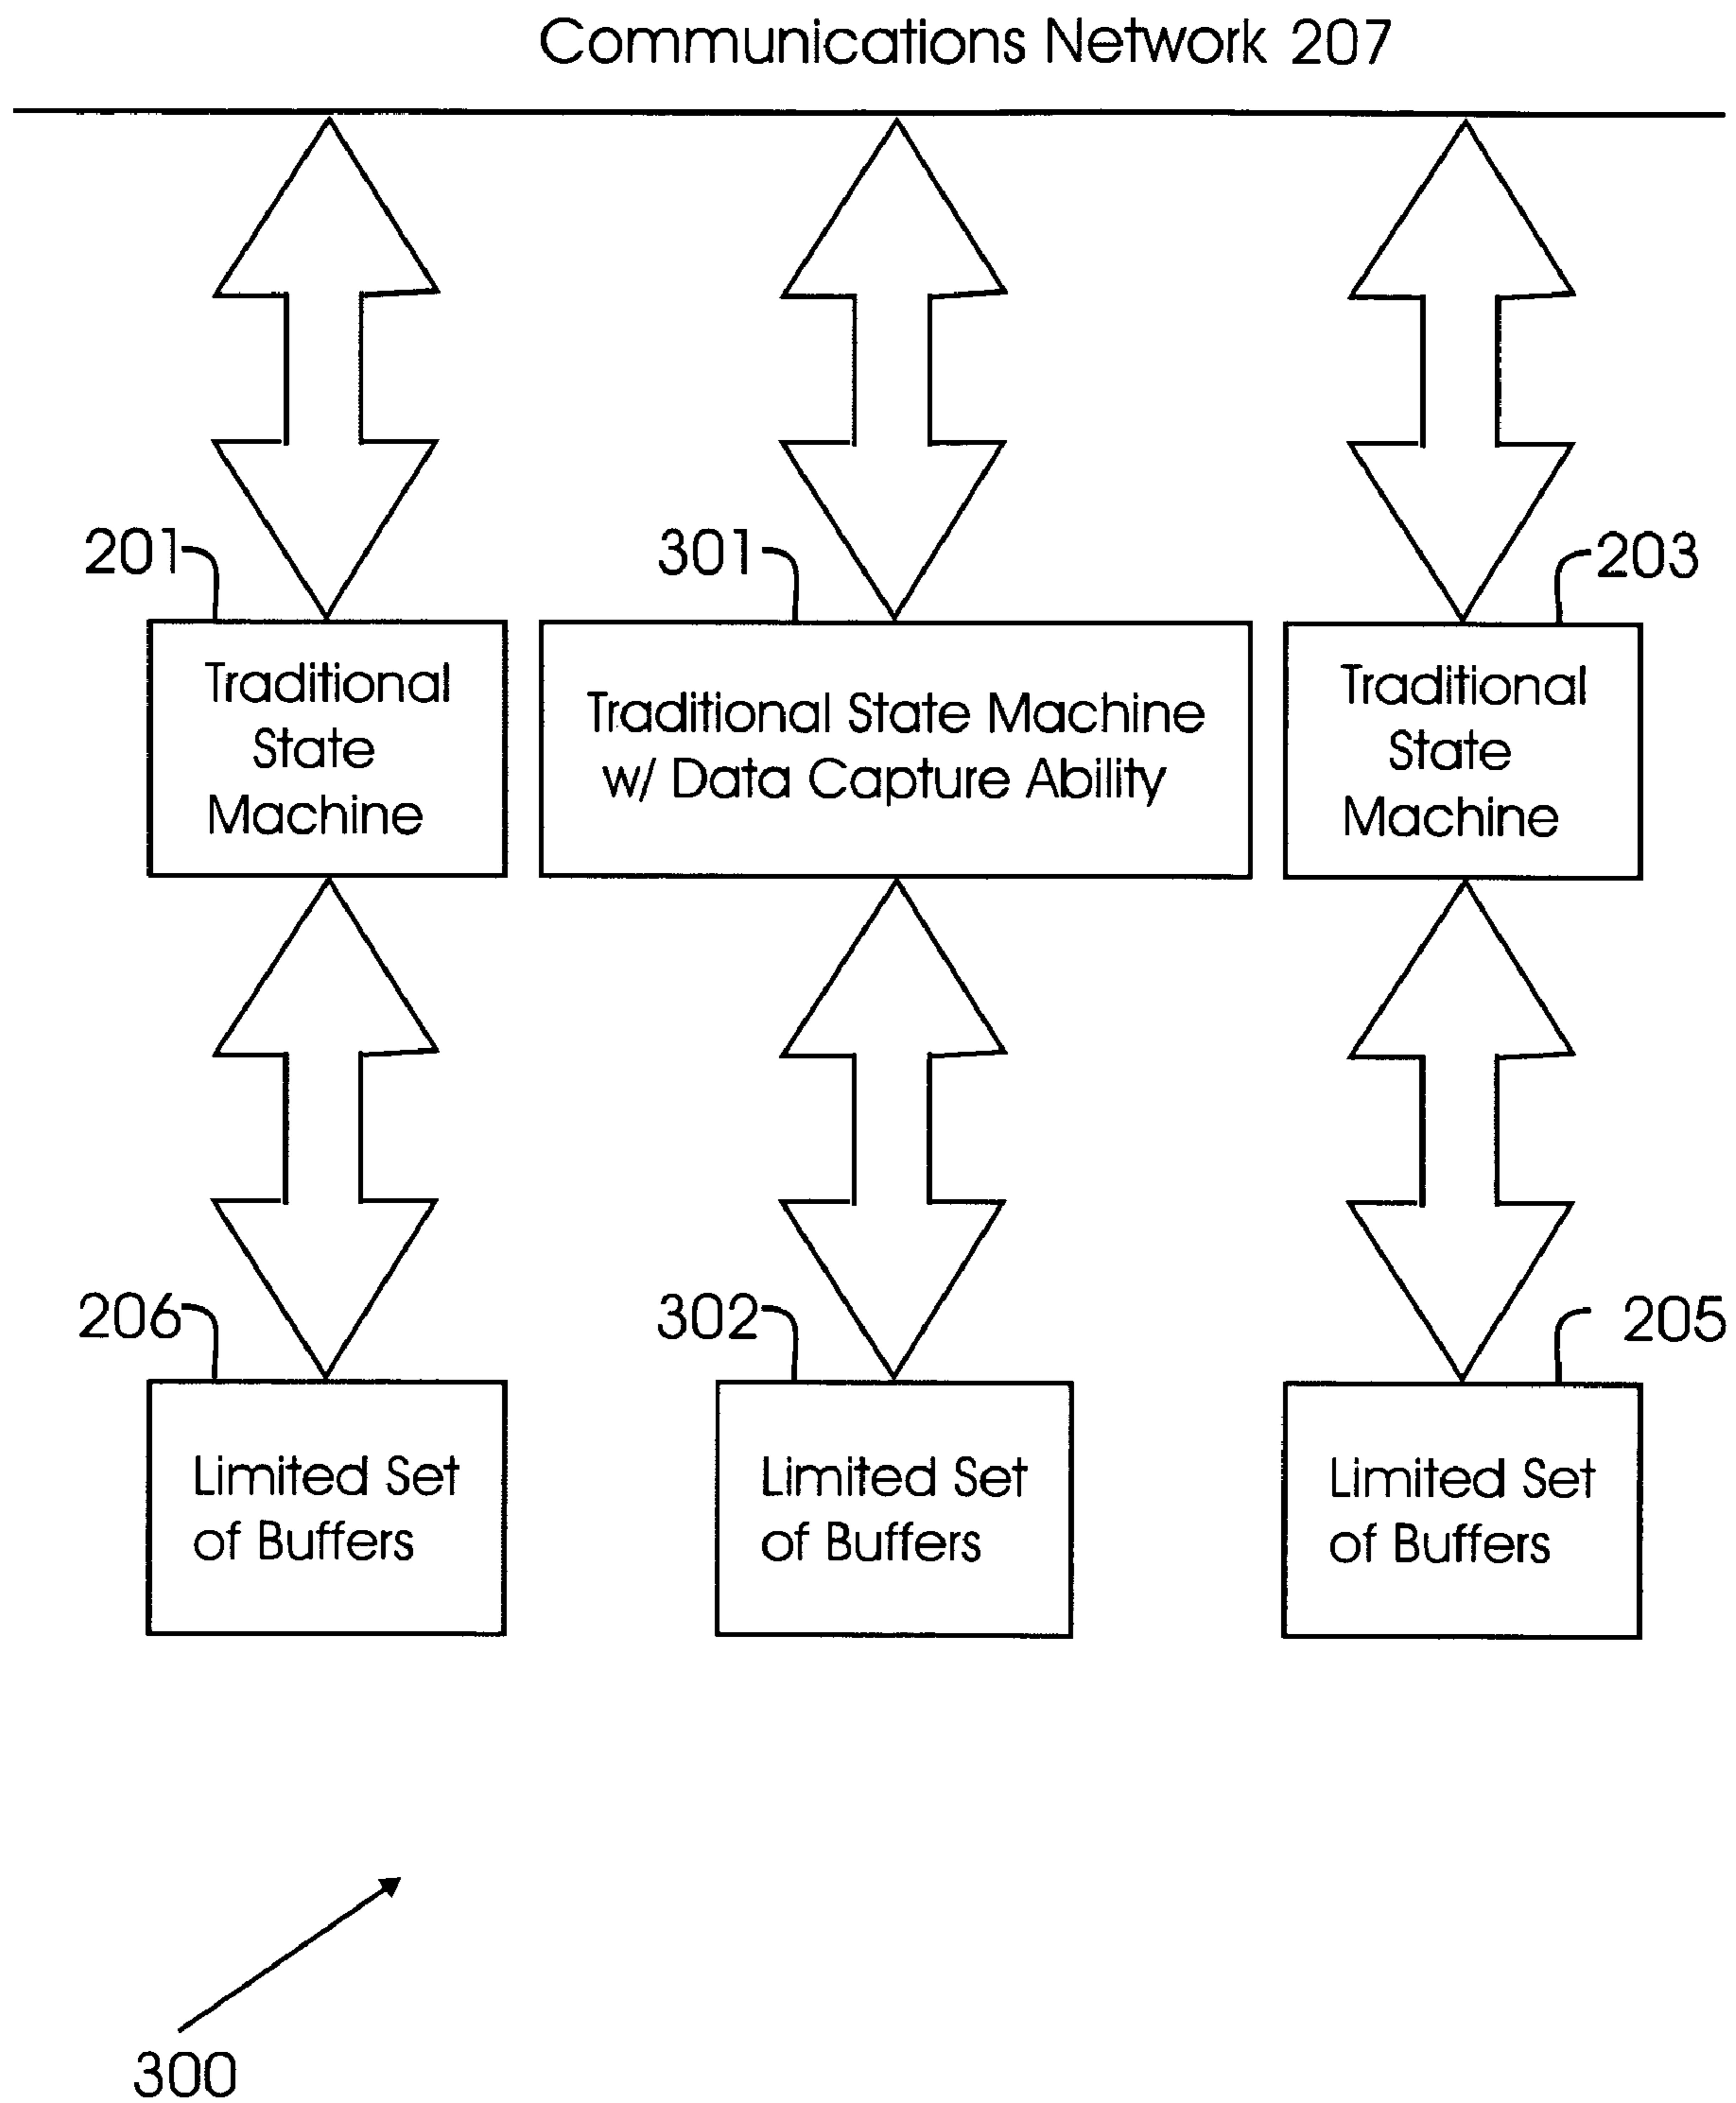 Communications Network 207
201
301
203
Traditional
State
Machine
Traditional State Machine
w/ Data Capture Ability
Traditional
State
Machine
206
302
205
Limited Set
of Buffers
Limited Set
of Buffers
Limited Set
of Buffers
300